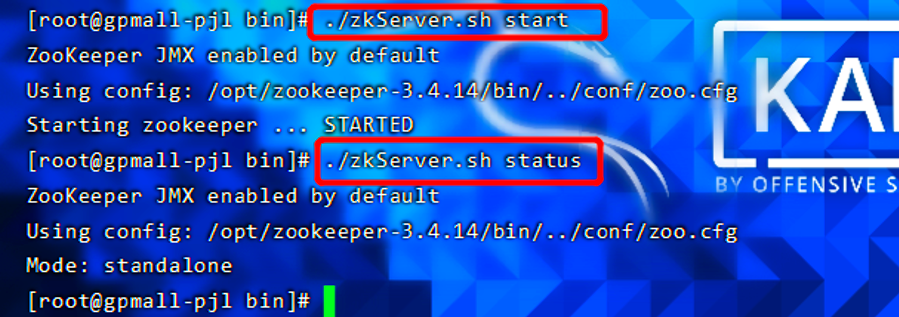 [root@gpmall-pjl bin]# ./zkServer.sh start
ZooKeeper JMX enabled by default
Using config: /opt/zookeeper-3.4.14/bin/../conf/zoo.cfg
Starting zookeeper ... STARTED
[root@gpmall-pjl bin]# ./zkServer.sh status
ZooKeeper JMX enabled by default
Using config: /opt/zookeeper-3.4.14/bin/../conf/zoo.cfg
Mode: standalone
[root@gpmall-pjl bin]#
KA
BY OFFENSIVE S